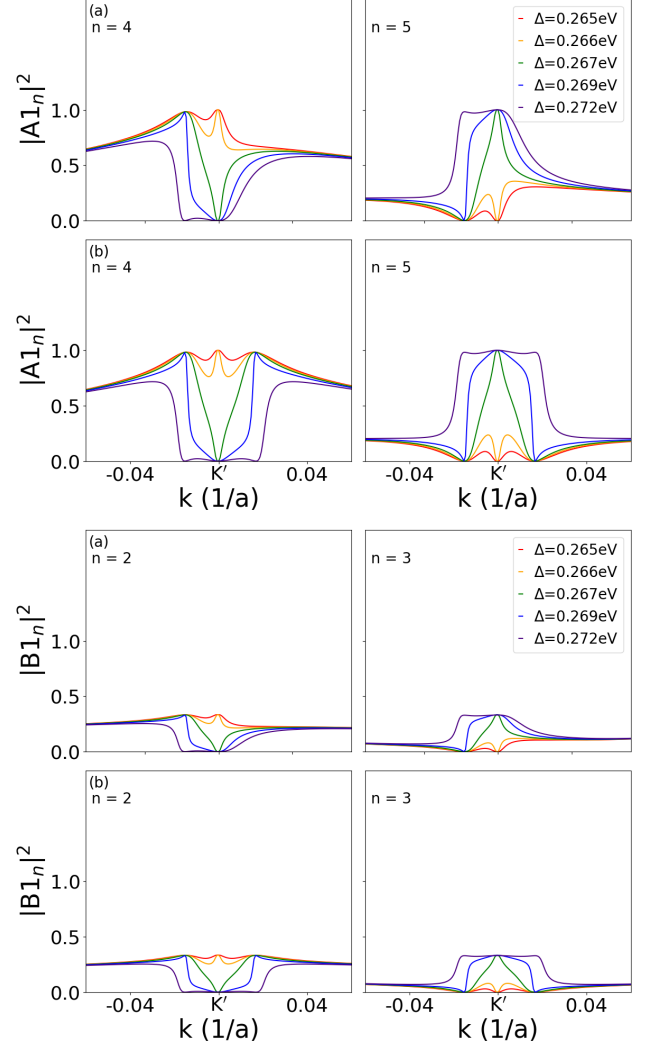 (a)
n = 4
n = 5
Δ=0.265eV
Δ=0.266eV
Δ=0.267eV
Δ=0.269eV
Δ=0.272eV
|A1ₙ|²
1.0
0.5
0.0
(b)
n = 4
n = 5
|A1ₙ|²
1.0
0.5
0.0
-0.04 K′ 0.04
-0.04 K′ 0.04
k (1/a)
k (1/a)
(a)
n = 2
n = 3
Δ=0.265eV
Δ=0.266eV
Δ=0.267eV
Δ=0.269eV
Δ=0.272eV
|B1ₙ|²
1.0
0.5
0.0
(b)
n = 2
n = 3
|B1ₙ|²
1.0
0.5
0.0
-0.04 K′ 0.04
-0.04 K′ 0.04
k (1/a)
k (1/a)